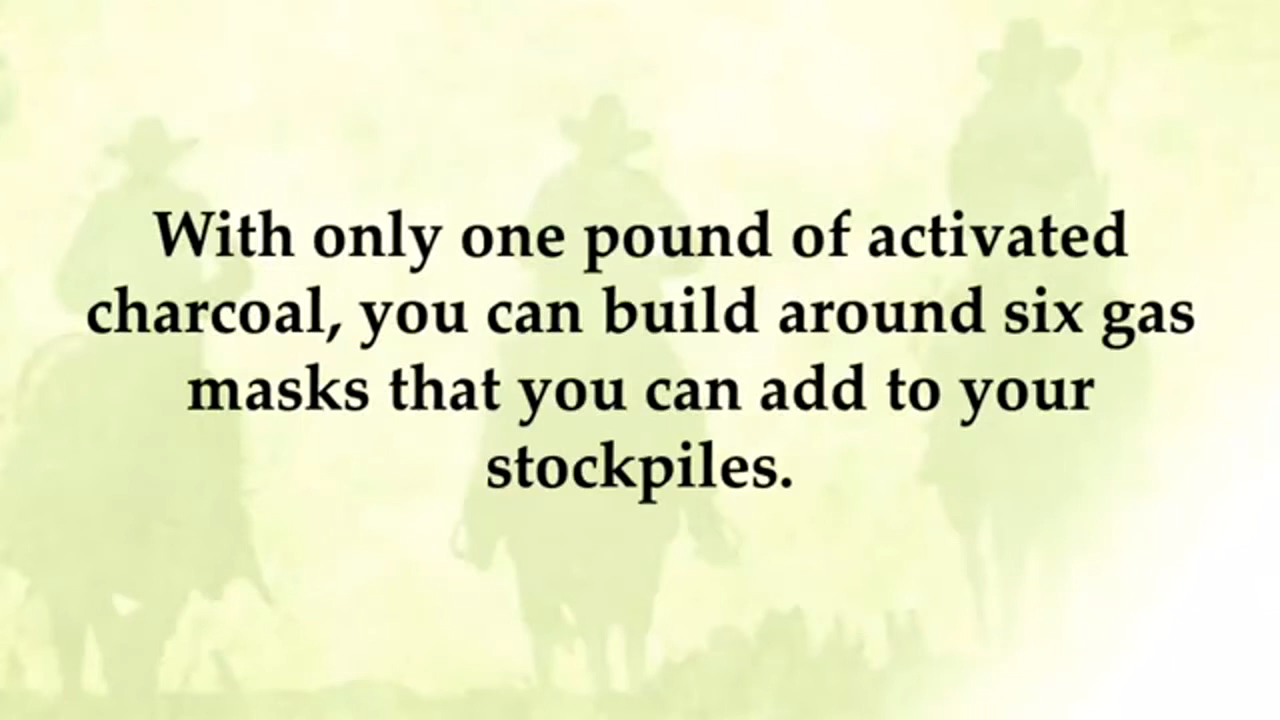 With only one pound of activated
charcoal, you can build around six gas
masks that you can add to your
stockpiles.